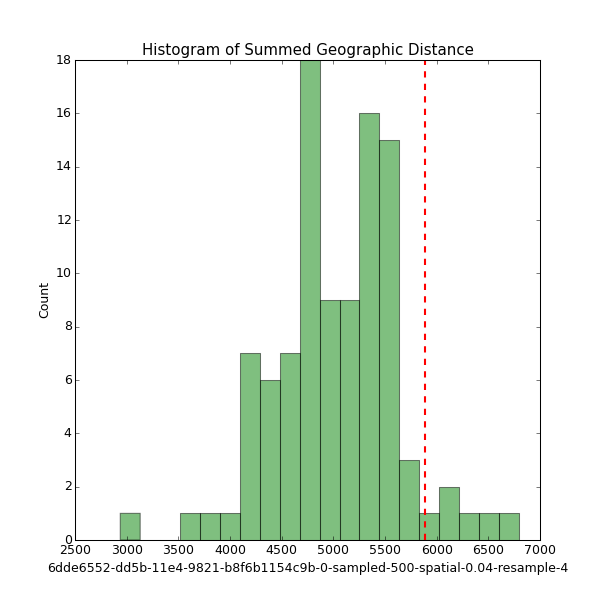 Histogram of Summed Geographic Distance
18
16
14
12
10
8
6
4
2
0
Count
2500 3000 3500 4000 4500 5000 5500 6000 6500 7000
6dde6552-dd5b-11e4-9821-b8f6b1154c9b-0-sampled-500-spatial-0.04-resample-4